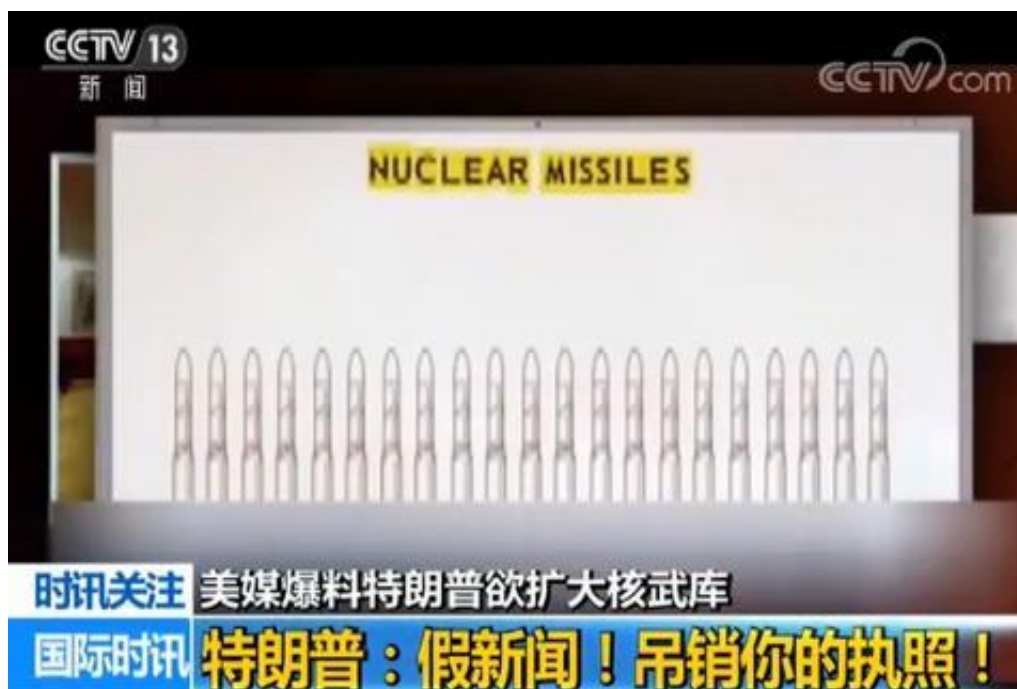 CCTV 13
新闻
CCTV.com
NUCLEAR MISSILES
时讯关注 美媒爆料特朗普欲扩大核武库
国际时讯 特朗普：假新闻！吊销你的执照！